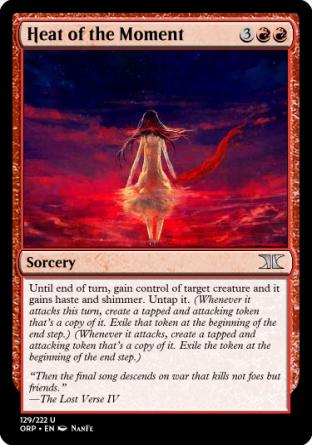 Heat of the Moment 3
Sorcery
Until end of turn, gain control of target creature and it
gains haste and shimmer. Untap it. (Whenever it
attacks this turn, create a tapped and attacking token
that's a copy of it. Exile that token at the beginning of
the end step.) (Whenever it attacks, create a tapped and
attacking token that's a copy of it. Exile the token at the
beginning of the end step.)
"Then the final song descends on war that kills not foes but
friends."
—The Lost Verse IV
129/222 U
ORP • EN NanFe